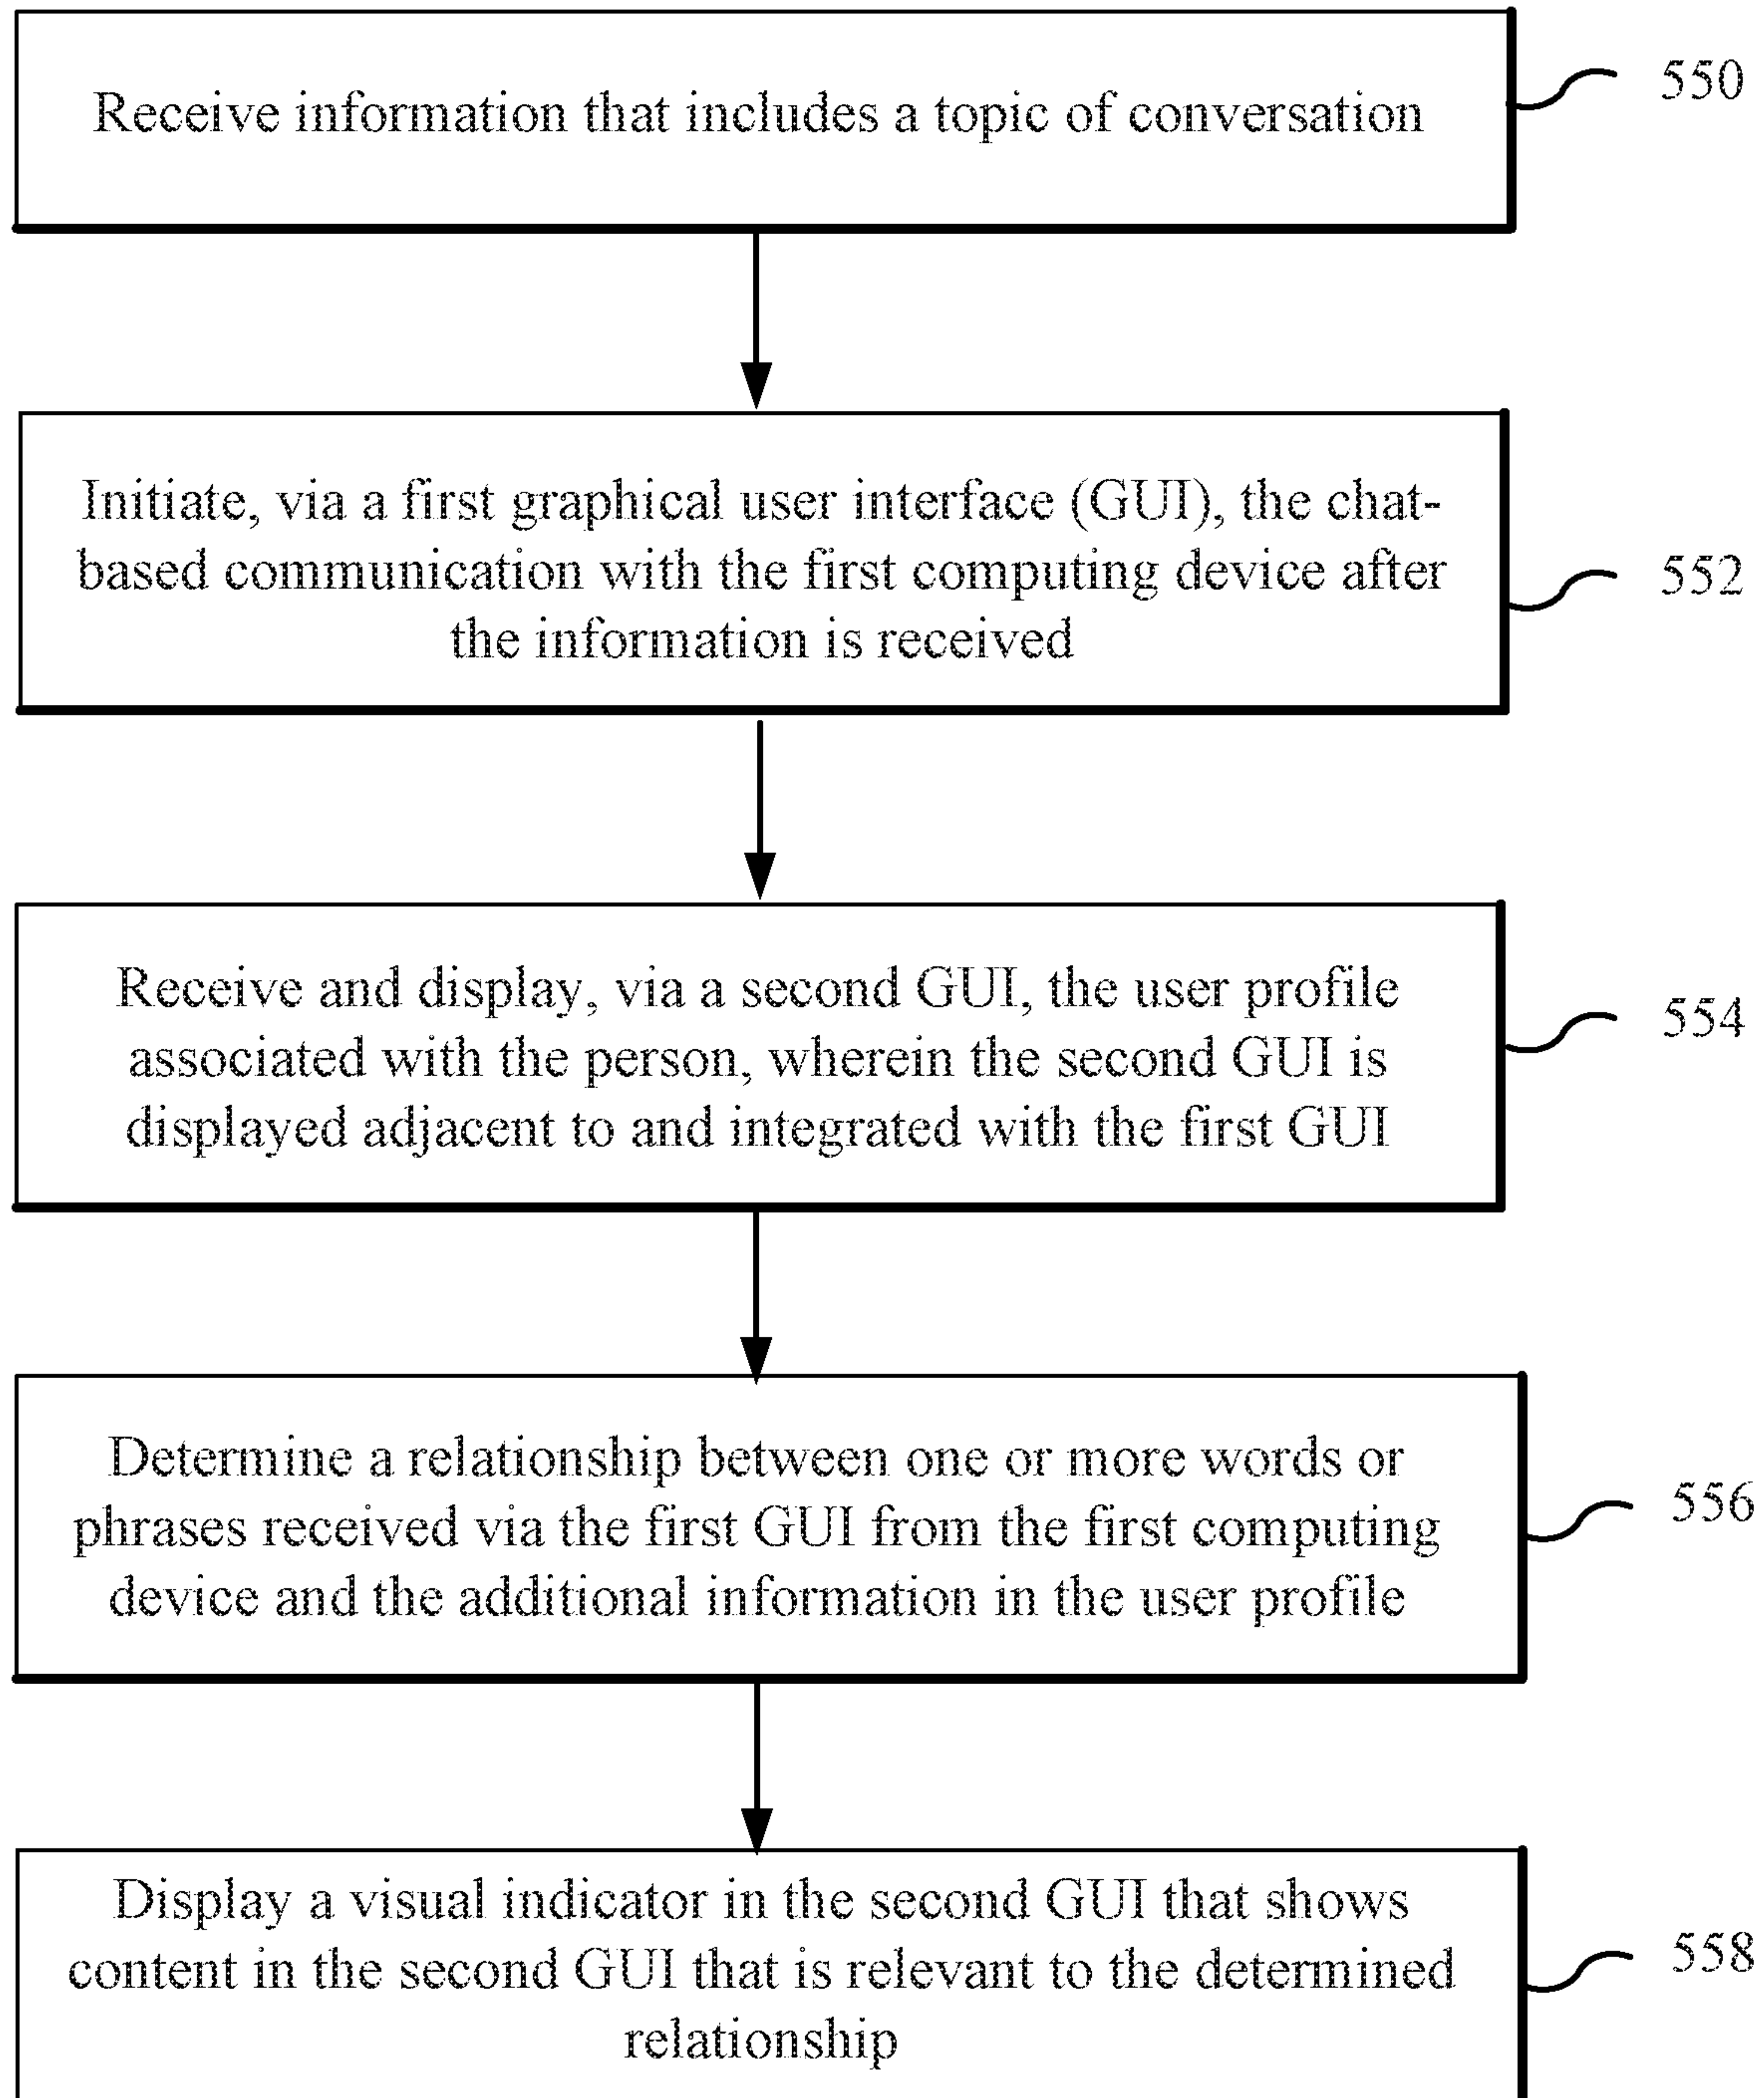 Receive information that includes a topic of conversation
550
Initiate, via a first graphical user interface (GUI), the chat-
based communication with the first computing device after
the information is received
552
Receive and display, via a second GUI, the user profile
associated with the person, wherein the second GUI is
displayed adjacent to and integrated with the first GUI
554
Determine a relationship between one or more words or
phrases received via the first GUI from the first computing
device and the additional information in the user profile
556
Display a visual indicator in the second GUI that shows
content in the second GUI that is relevant to the determined
relationship
558